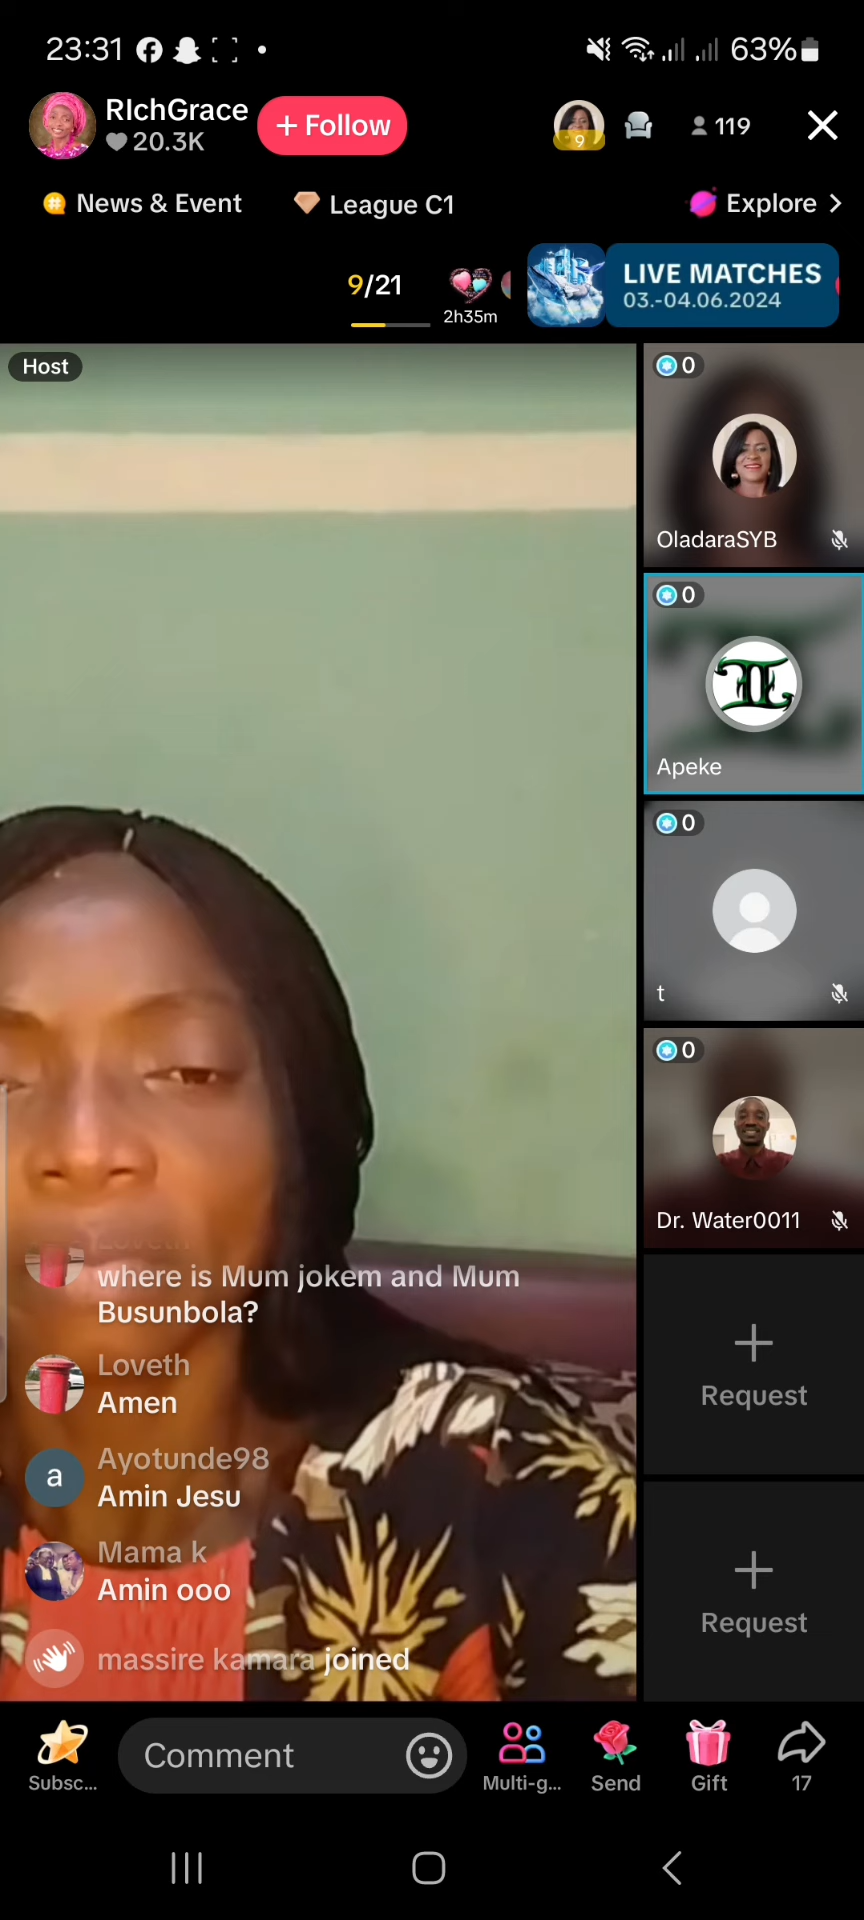 23:31
63%
RIchGrace
20.3K
+ Follow
9
119
News & Event
League C1
Explore
9/21
2h35m
LIVE MATCHES
03.-04.06.2024
Host
0
OladaraSYB
0
Apeke
0
t
0
Dr. Water0011
Request
Request
Loveth
where is Mum jokem and Mum
Busunbola?
Loveth
Amen
a
Ayotunde98
Amin Jesu
Mama k
Amin ooo
massire kamara joined
Comment
Subsc...
Multi-g...
Send
Gift
17